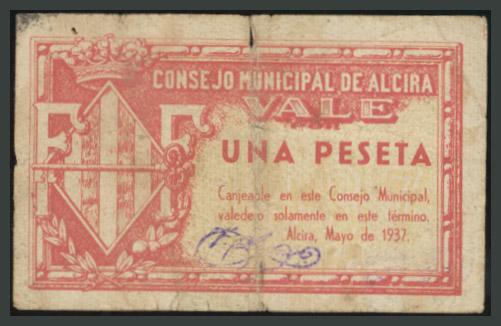 CONSEJO MUNICIPAL DE ALCIRA
VALE
POR
UNA PESETA
Canjeable en este Consejo Municipal,
valedero solamente en este término.
Alcira, Mayo de 1937.